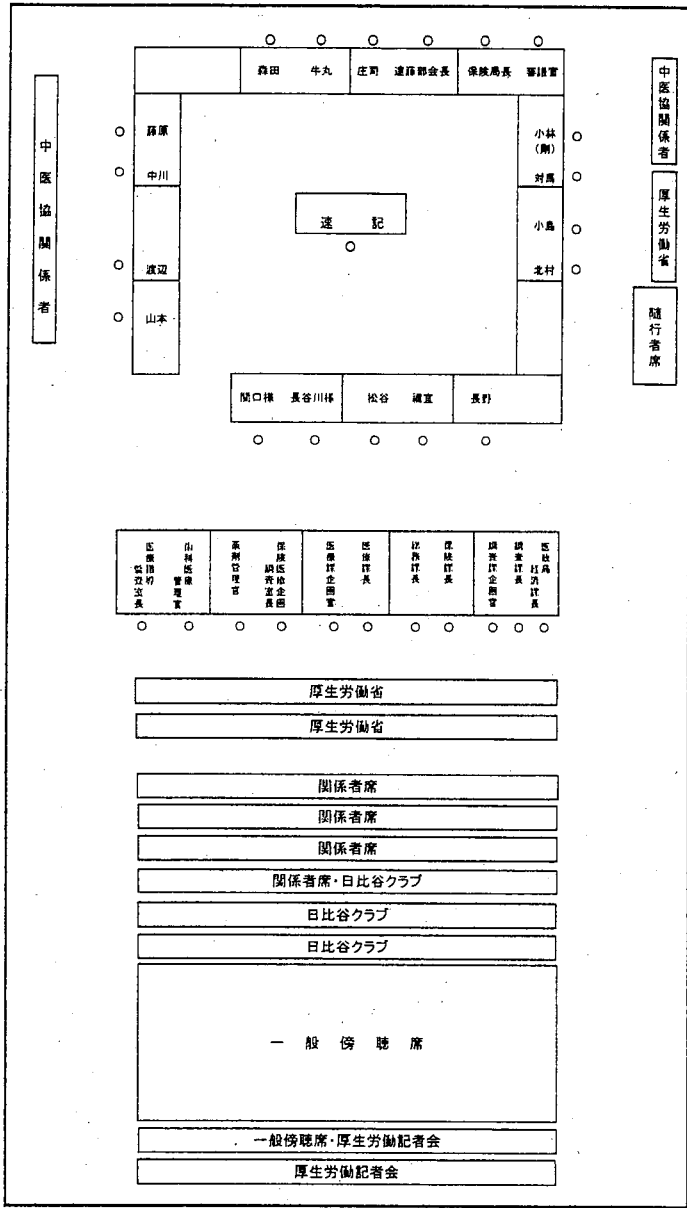 森田 牛丸 庄司 遠藤部会長 保険局長 審議官
中医協関係者
藤原
中川
渡辺
山本
速記
小林
(剛)
対馬
小島
北村
中医協関係者
厚生労働省
随行者席
関口様 長谷川様 松谷 禰宜 長野
医療指導監査室長
歯科医療管理官
薬剤管理官
保険医療企画調査室長
医療課企画官
医療課長
総務課長
保険課長
調査課企画官
調査課長
医政局経済課長
厚生労働省
厚生労働省
関係者席
関係者席
関係者席
関係者席・日比谷クラブ
日比谷クラブ
日比谷クラブ
一般傍聴席
一般傍聴席・厚生労働記者会
厚生労働記者会